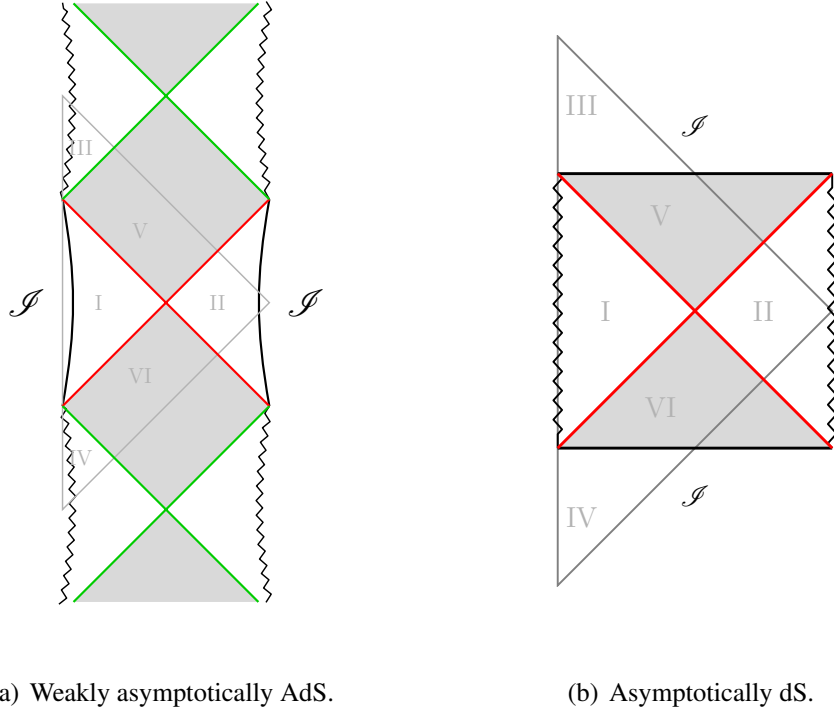 III
V
I
II
VI
IV
ℐ
ℐ
a) Weakly asymptotically AdS.
III
ℐ
V
I
II
VI
IV
ℐ
(b) Asymptotically dS.